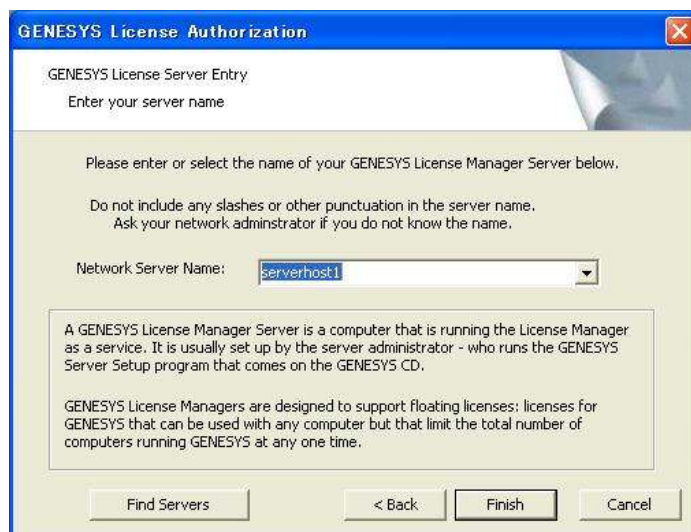 GENESYS License Authorization
GENESYS License Server Entry
Enter your server name
Please enter or select the name of your GENESYS License Manager Server below.
Do not include any slashes or other punctuation in the server name.
Ask your network adminstrator if you do not know the name.
Network Server Name:
serverhost1
A GENESYS License Manager Server is a computer that is running the License Manager
as a service. It is usually set up by the server administrator - who runs the GENESYS
Server Setup program that comes on the GENESYS CD.
GENESYS License Managers are designed to support floating licenses: licenses for
GENESYS that can be used with any computer but that limit the total number of
computers running GENESYS at any one time.
Find Servers
< Back
Finish
Cancel